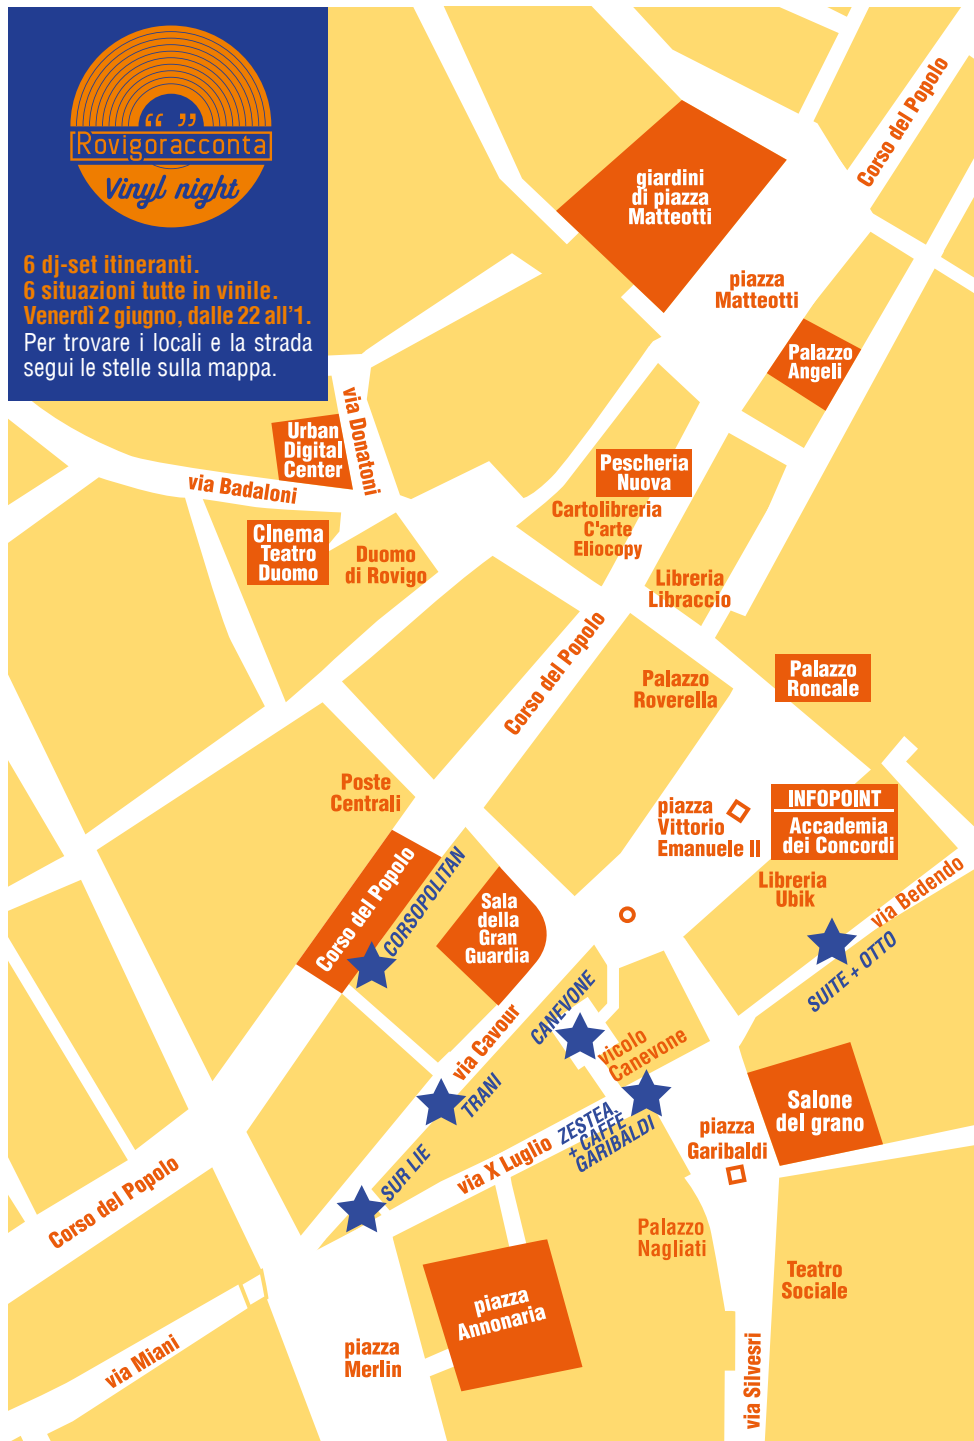 “ ”
Rovigoracconta
Vinyl night
6 dj-set itineranti.
6 situazioni tutte in vinile.
Venerdì 2 giugno, dalle 22 all’1.
Per trovare i locali e la strada
segui le stelle sulla mappa.
Corso del Popolo
giardini
di piazza
Matteotti
piazza
Matteotti
Palazzo
Angeli
via Donatoni
Urban
Digital
Center
via Badaloni
Pescheria
Nuova
Cartolibreria
C'arte
Eliocopy
CInema
Teatro
Duomo
Duomo
di Rovigo
Libreria
Libraccio
Corso del Popolo
Palazzo
Roverella
Palazzo
Roncale
Poste
Centrali
piazza
Vittorio
Emanuele II
INFOPOINT
Accademia
dei Concordi
Corso del Popolo
CORSOPOLITAN
Sala
della
Gran
Guardia
Libreria
Ubik
via Bedendo
SUITE + OTTO
CANEVONE
vicolo
Canevone
via Cavour
TRANI
ZESTEA
+ CAFFÈ
GARIBALDI
Salone
del grano
piazza
Garibaldi
SUR LIE
via X Luglio
Corso del Popolo
Palazzo
Nagliati
Teatro
Sociale
piazza
Annonaria
piazza
Merlin
via Miani
via Silvesri